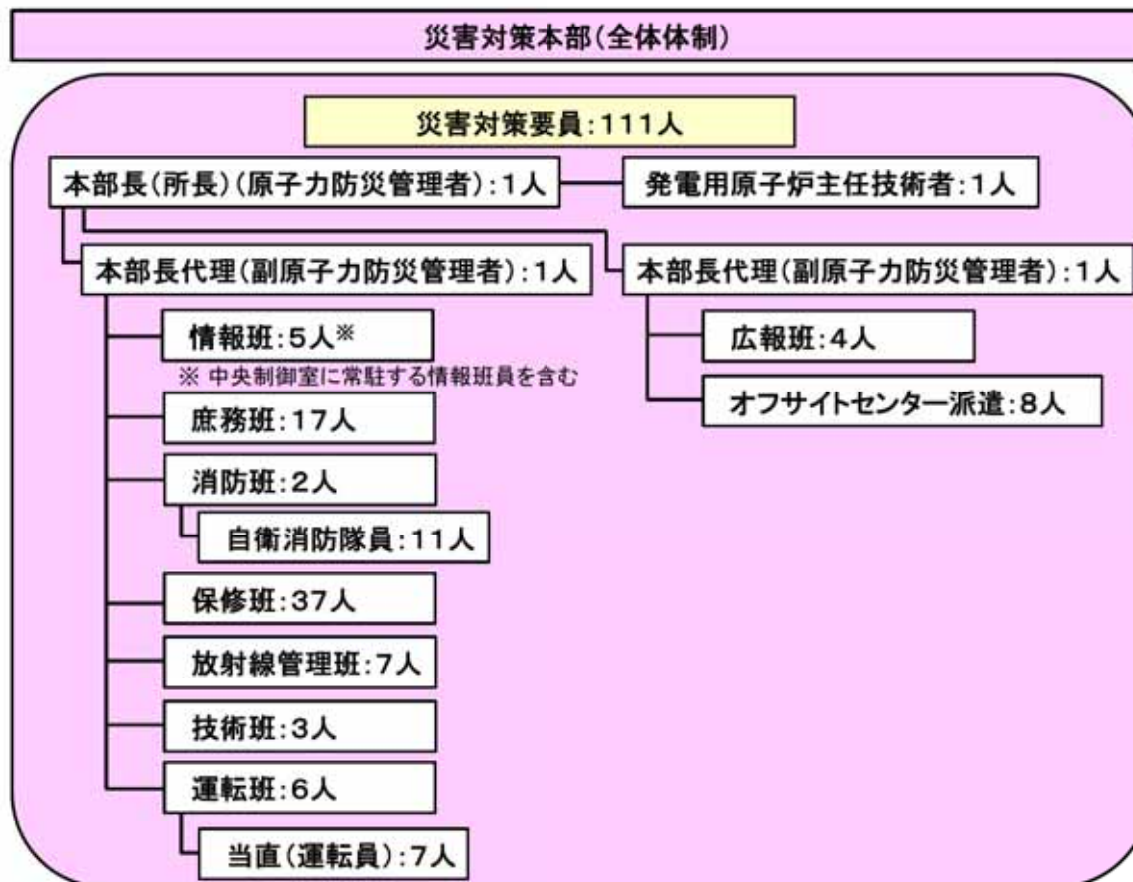 災害対策本部(全体体制)
災害対策要員:111人
本部長(所長)(原子力防災管理者):1人
発電用原子炉主任技術者:1人
本部長代理(副原子力防災管理者):1人
本部長代理(副原子力防災管理者):1人
情報班:5人※
※ 中央制御室に常駐する情報班員を含む
庶務班:17人
消防班:2人
自衛消防隊員:11人
保修班:37人
放射線管理班:7人
技術班:3人
運転班:6人
当直(運転員):7人
広報班:4人
オフサイトセンター派遣:8人